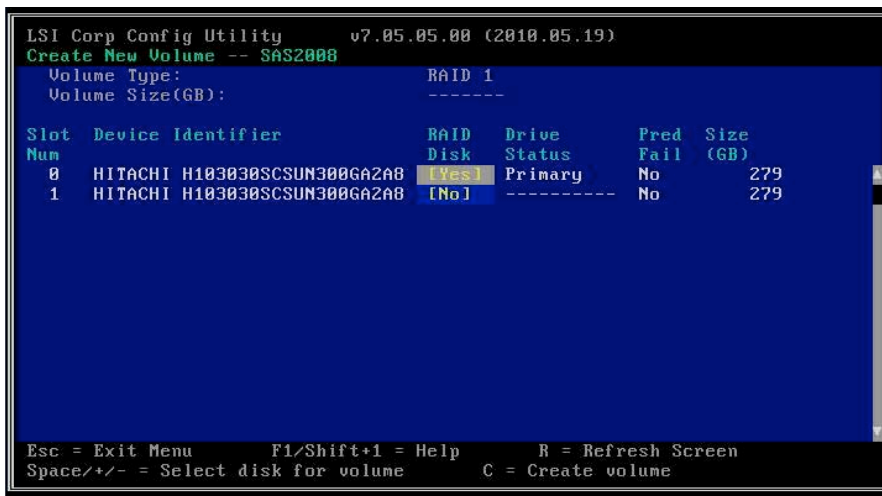 LSI Corp Config Utility v7.05.05.00 (2010.05.19)
Create New Volume -- SAS2008
Volume Type: RAID 1
Volume Size(GB): -------
Slot Device Identifier RAID Drive Pred Size
Num Disk Status Fail (GB)
0 HITACHI H103030SCSUN300GA2A8 [Yes] Primary No 279
1 HITACHI H103030SCSUN300GA2A8 [No] ---------- No 279
Esc = Exit Menu F1/Shift+1 = Help R = Refresh Screen
Space/+/- = Select disk for volume C = Create volume